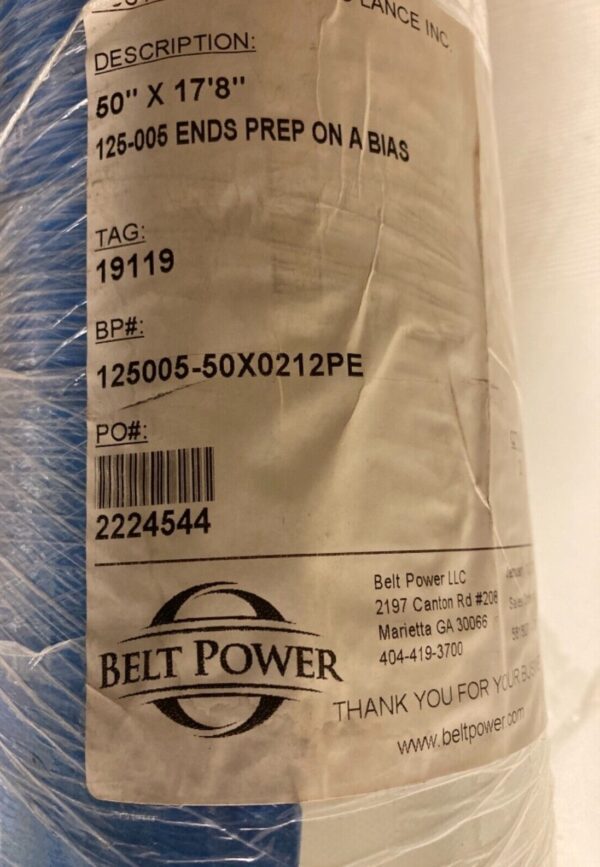 LANCE INC.
DESCRIPTION:
50" X 17'8"
125-005 ENDS PREP ON A BIAS
TAG:
19119
BP#:
125005-50X0212PE
PO#:
2224544
BELT POWER
Belt Power LLC
2197 Canton Rd #208
Marietta GA 30066
404-419-3700
THANK YOU FOR YOUR
www.beltpower.com